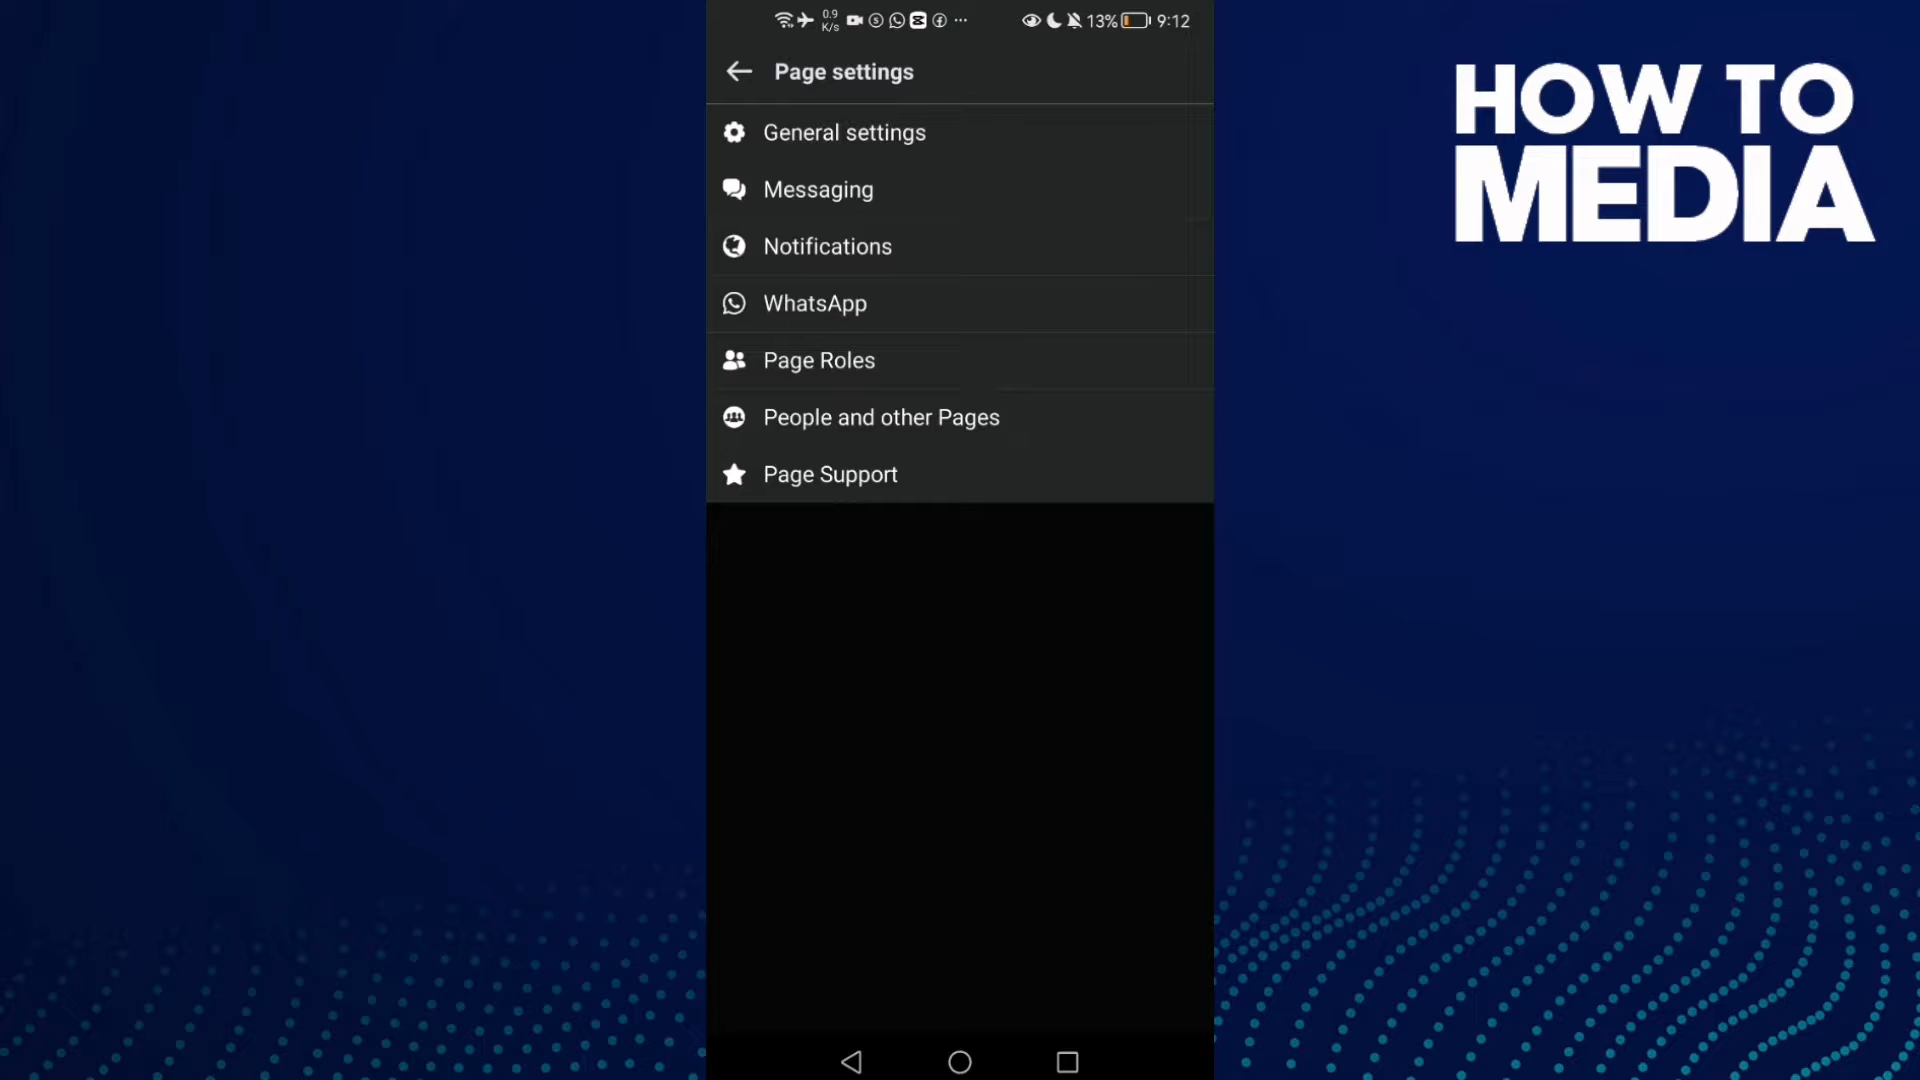 0.9
K/s
13%
9:12
Page settings
General settings
Messaging
Notifications
WhatsApp
Page Roles
People and other Pages
Page Support
HOW TO
MEDIA